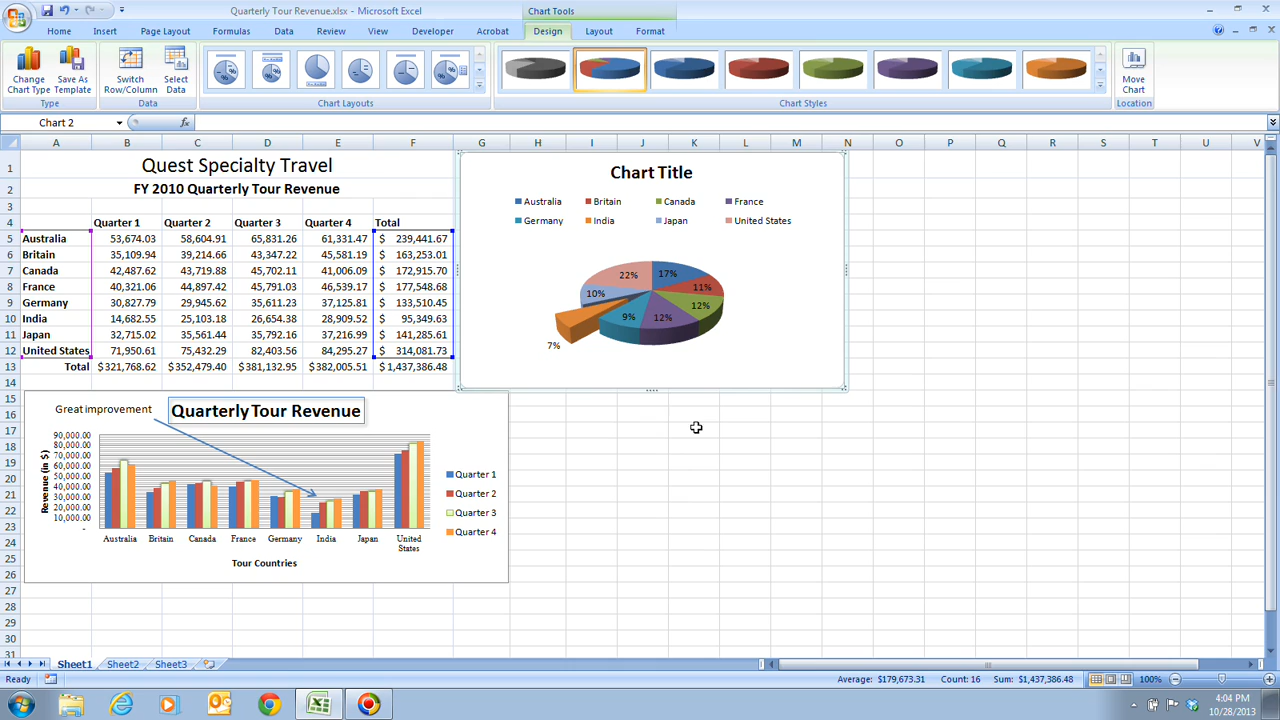 Quarterly Tour Revenue.xlsx - Microsoft Excel
Chart Tools
Home Insert Page Layout Formulas Data Review View Developer Acrobat Design Layout Format
Change Chart Type
Save As Template
Switch Row/Column
Select Data
Move Chart
Type Data Chart Layouts Chart Styles Location
Chart 2
fx
A B C D E F G H I J K L M N O P Q R S T U V
1 Quest Specialty Travel
2 FY 2010 Quarterly Tour Revenue
3
4 Quarter 1 Quarter 2 Quarter 3 Quarter 4 Total
5 Australia 53,674.03 58,604.91 65,831.26 61,331.47 $ 239,441.67
6 Britain 35,109.94 39,214.66 43,347.22 45,581.19 $ 163,253.01
7 Canada 42,487.62 43,719.88 45,702.11 41,006.09 $ 172,915.70
8 France 40,321.06 44,897.42 45,791.03 46,539.17 $ 177,548.68
9 Germany 30,827.79 29,945.62 35,611.23 37,125.81 $ 133,510.45
10 India 14,682.55 25,103.18 26,654.38 28,909.52 $ 95,349.63
11 Japan 32,715.02 35,561.44 35,792.16 37,216.99 $ 141,285.61
12 United States 71,950.61 75,432.29 82,403.56 84,295.27 $ 314,081.73
13 Total $321,768.62 $352,479.40 $381,132.95 $382,005.51 $1,437,386.48
14
15
16
17
18
19
20
21
22
23
24
25
26
27
28
29
30
31
Chart Title
Australia Britain Canada France
Germany India Japan United States
22% 17%
11%
10%
12%
9% 12%
7%
Great improvement
Quarterly Tour Revenue
Revenue (in $)
90,000.00
80,000.00
70,000.00
60,000.00
50,000.00
40,000.00
30,000.00
20,000.00
10,000.00
-
Quarter 1
Quarter 2
Quarter 3
Quarter 4
Australia Britain Canada France Germany India Japan United
States
Tour Countries
Sheet1 Sheet2 Sheet3
Ready
Average: $179,673.31 Count: 16 Sum: $1,437,386.48 100%
4:04 PM
10/28/2013